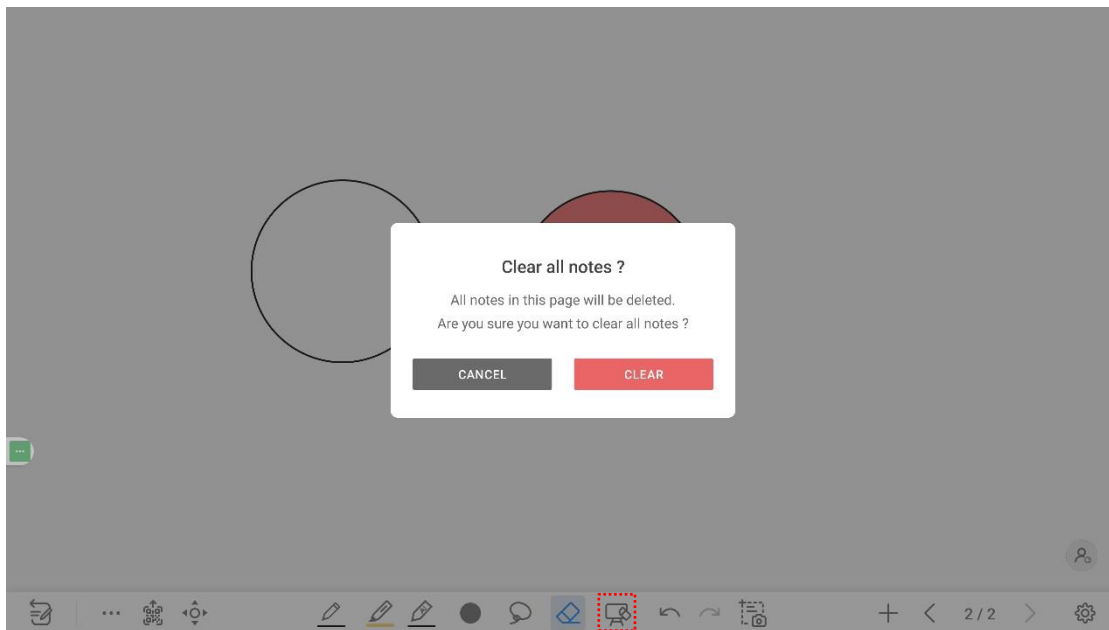 Clear all notes ?
All notes in this page will be deleted.
Are you sure you want to clear all notes ?
CANCEL CLEAR
2 / 2